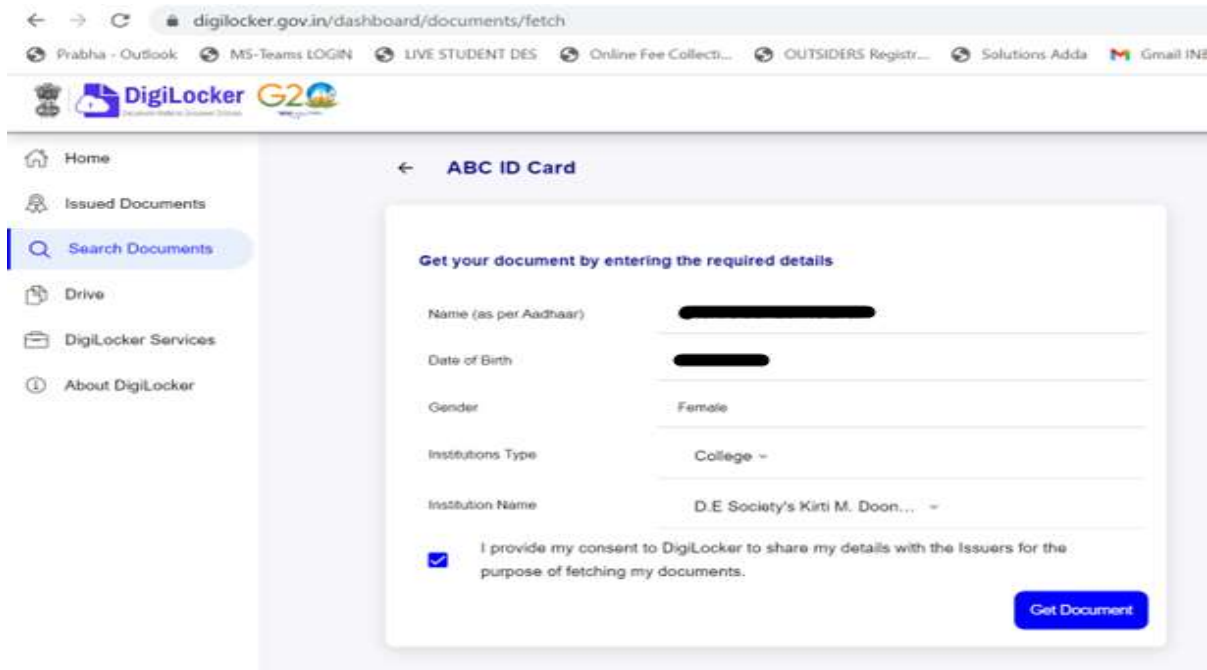 digilocker.gov.in/dashboard/documents/fetch
Prabha - Outlook MS-Teams LOGIN LIVE STUDENT DES Online Fee Collecti... OUTSIDERS Registr... Solutions Adda Gmail INB
DigiLocker G20
Home
Issued Documents
Search Documents
Drive
DigiLocker Services
About DigiLocker
ABC ID Card
Get your document by entering the required details
Name (as per Aadhaar)
Date of Birth
Gender Female
Institutions Type College
Institution Name D.E Society's Kirti M. Doon...
I provide my consent to DigiLocker to share my details with the Issuers for the
purpose of fetching my documents.
Get Document